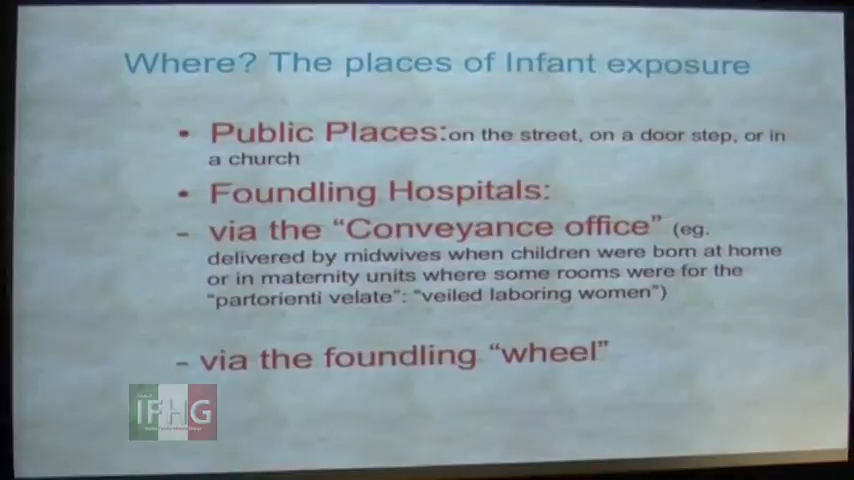 Where? The places of Infant exposure
• Public Places: on the street, on a door step, or in
a church
• Foundling Hospitals:
- via the “Conveyance office” (eg.
delivered by midwives when children were born at home
or in maternity units where some rooms were for the
“partorienti velate”: “veiled laboring women”)
- via the foundling “wheel”
IFHG